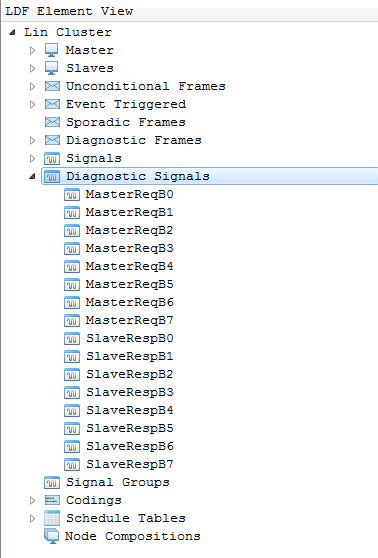 LDF Element View
Lin Cluster
Master
Slaves
Unconditional Frames
Event Triggered
Sporadic Frames
Diagnostic Frames
Signals
Diagnostic Signals
MasterReqB0
MasterReqB1
MasterReqB2
MasterReqB3
MasterReqB4
MasterReqB5
MasterReqB6
MasterReqB7
SlaveRespB0
SlaveRespB1
SlaveRespB2
SlaveRespB3
SlaveRespB4
SlaveRespB5
SlaveRespB6
SlaveRespB7
Signal Groups
Codings
Schedule Tables
Node Compositions